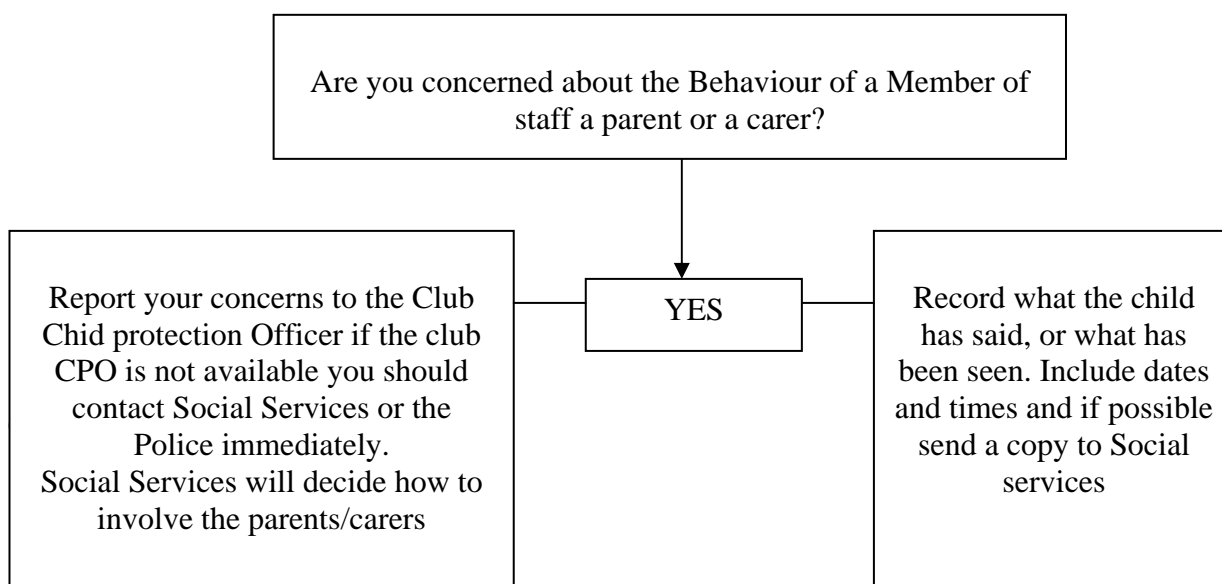 Are you concerned about the Behaviour of a Member of
staff a parent or a carer?
YES
Report your concerns to the Club
Chid protection Officer if the club
CPO is not available you should
contact Social Services or the
Police immediately.
Social Services will decide how to
involve the parents/carers
Record what the child
has said, or what has
been seen. Include dates
and times and if possible
send a copy to Social
services